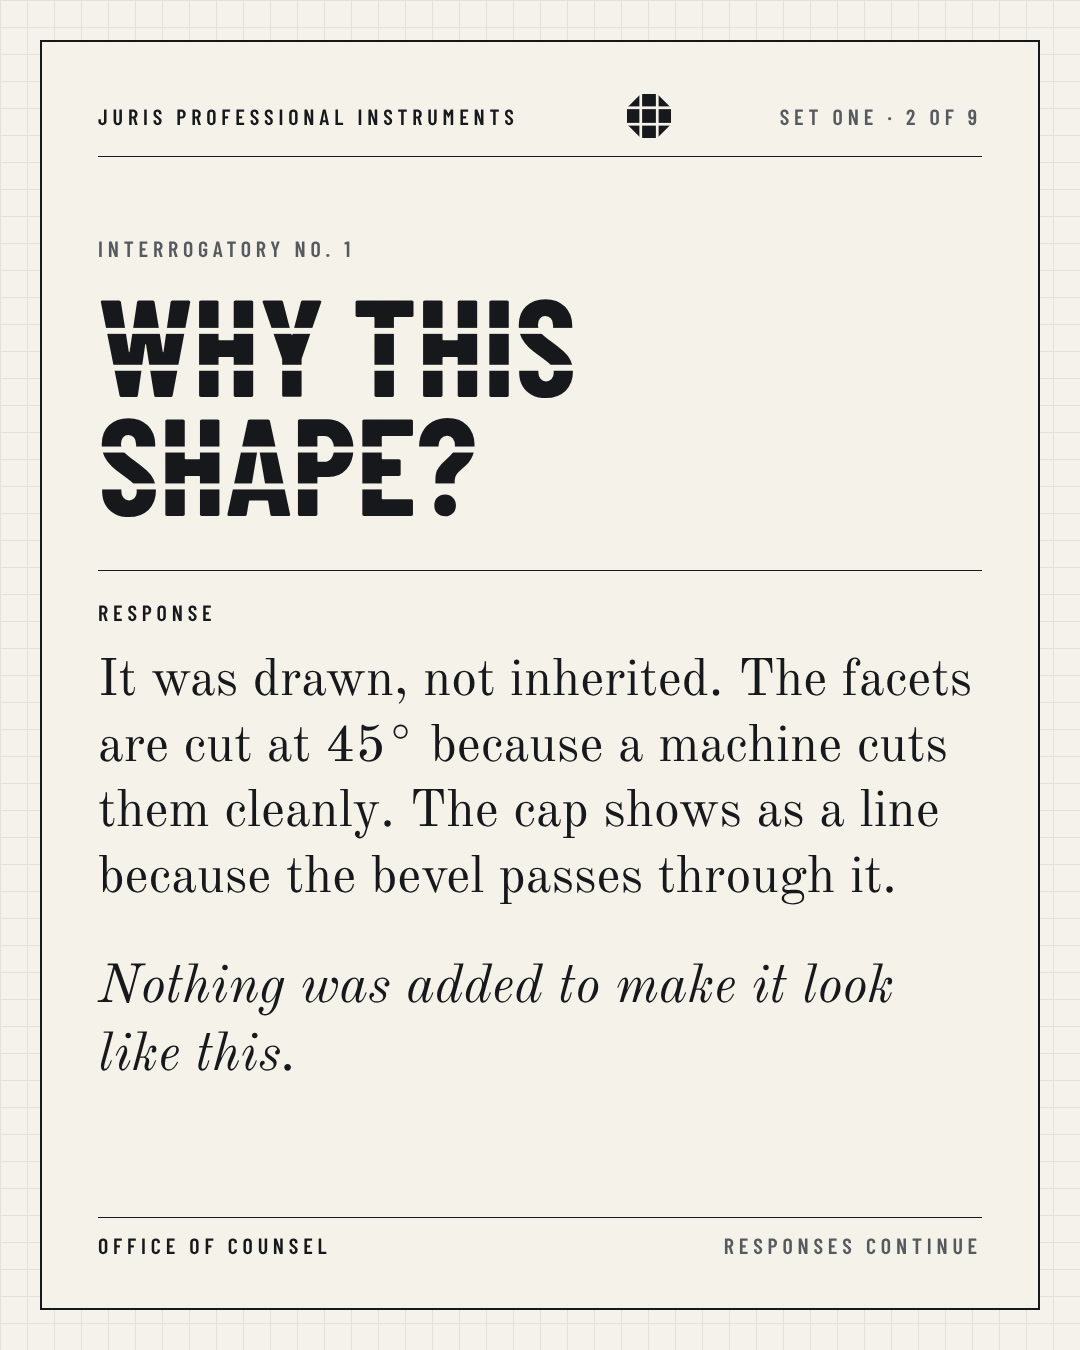 JURIS PROFESSIONAL INSTRUMENTS
SET ONE · 2 OF 9
INTERROGATORY NO. 1
WHY THIS
SHAPE?
RESPONSE
It was drawn, not inherited. The facets
are cut at 45° because a machine cuts
them cleanly. The cap shows as a line
because the bevel passes through it.
Nothing was added to make it look
like this.
OFFICE OF COUNSEL
RESPONSES CONTINUE